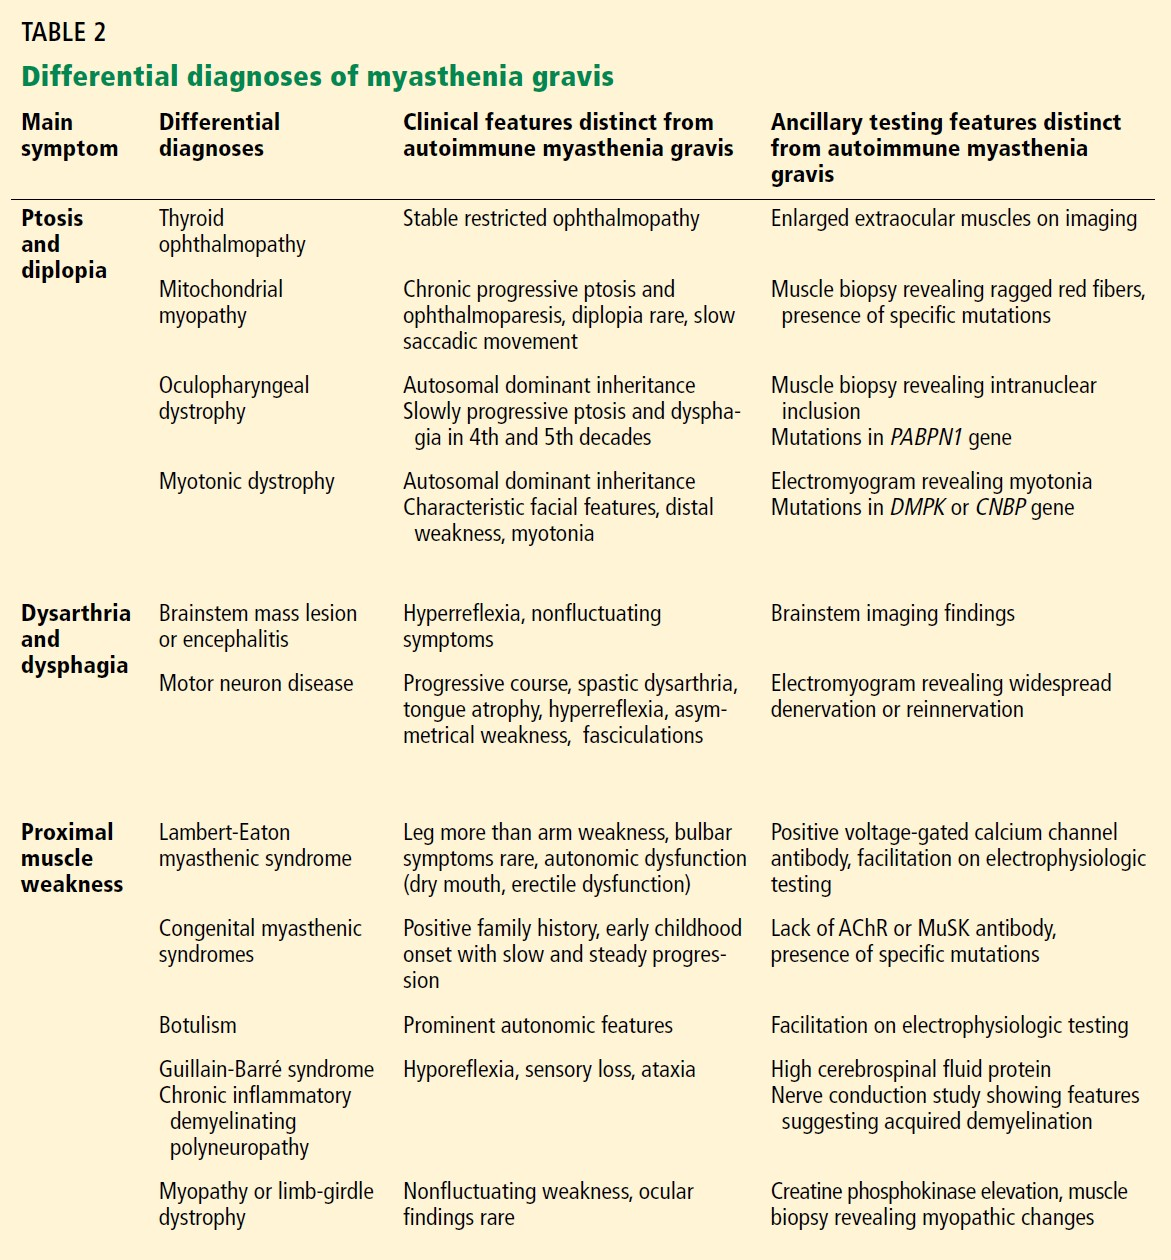 TABLE 2
Differential diagnoses of myasthenia gravis
Main
symptom
Differential
diagnoses
Clinical features distinct from
autoimmune myasthenia gravis
Ancillary testing features distinct
from autoimmune myasthenia
gravis
Ptosis
and
diplopia
Thyroid
ophthalmopathy
Stable restricted ophthalmopathy
Enlarged extraocular muscles on imaging
Mitochondrial
myopathy
Chronic progressive ptosis and
ophthalmoparesis, diplopia rare, slow
saccadic movement
Muscle biopsy revealing ragged red fibers,
presence of specific mutations
Oculopharyngeal
dystrophy
Autosomal dominant inheritance
Slowly progressive ptosis and dyspha-
gia in 4th and 5th decades
Muscle biopsy revealing intranuclear
inclusion
Mutations in PABPN1 gene
Myotonic dystrophy
Autosomal dominant inheritance
Characteristic facial features, distal
weakness, myotonia
Electromyogram revealing myotonia
Mutations in DMPK or CNBP gene
Dysarthria
and
dysphagia
Brainstem mass lesion
or encephalitis
Hyperreflexia, nonfluctuating
symptoms
Brainstem imaging findings
Motor neuron disease
Progressive course, spastic dysarthria,
tongue atrophy, hyperreflexia, asym-
metrical weakness, fasciculations
Electromyogram revealing widespread
denervation or reinnervation
Proximal
muscle
weakness
Lambert-Eaton
myasthenic syndrome
Leg more than arm weakness, bulbar
symptoms rare, autonomic dysfunction
(dry mouth, erectile dysfunction)
Positive voltage-gated calcium channel
antibody, facilitation on electrophysiologic
testing
Congenital myasthenic
syndromes
Positive family history, early childhood
onset with slow and steady progres-
sion
Lack of AChR or MuSK antibody,
presence of specific mutations
Botulism
Prominent autonomic features
Facilitation on electrophysiologic testing
Guillain-Barré syndrome
Chronic inflammatory
demyelinating
polyneuropathy
Hyporeflexia, sensory loss, ataxia
High cerebrospinal fluid protein
Nerve conduction study showing features
suggesting acquired demyelination
Myopathy or limb-girdle
dystrophy
Nonfluctuating weakness, ocular
findings rare
Creatine phosphokinase elevation, muscle
biopsy revealing myopathic changes